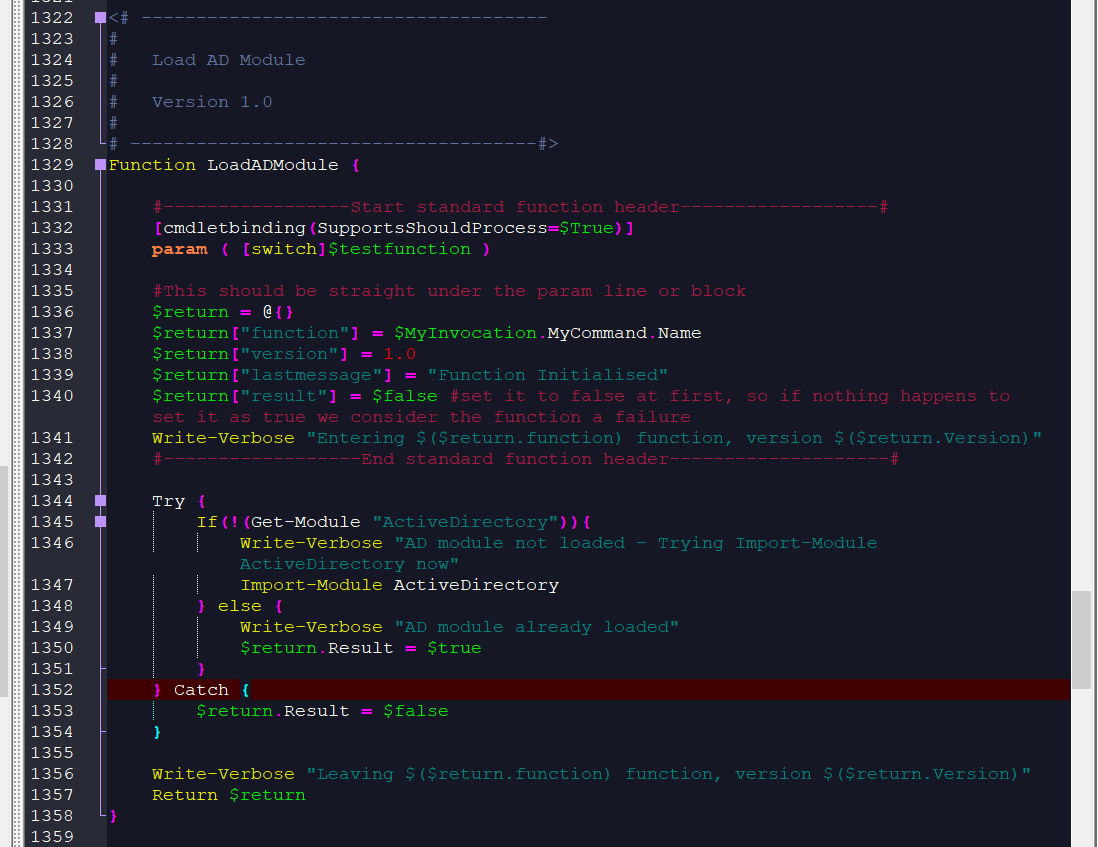 1322 <# -------------------------------------
1323 #
1324 #   Load AD Module
1325 #
1326 #   Version 1.0
1327 #
1328 # -------------------------------------#>
1329 Function LoadADModule {
1330
1331     #-----------------Start standard function header------------------#
1332     [cmdletbinding(SupportsShouldProcess=$True)]
1333     param ( [switch]$testfunction )
1334
1335     #This should be straight under the param line or block
1336     $return = @{}
1337     $return["function"] = $MyInvocation.MyCommand.Name
1338     $return["version"] = 1.0
1339     $return["lastmessage"] = "Function Initialised"
1340     $return["result"] = $false #set it to false at first, so if nothing happens to
set it as true we consider the function a failure
1341     Write-Verbose "Entering $($return.function) function, version $($return.Version)"
1342     #------------------End standard function header--------------------#
1343
1344     Try {
1345         If(!(Get-Module "ActiveDirectory")){
1346             Write-Verbose "AD module not loaded - Trying Import-Module
ActiveDirectory now"
1347             Import-Module ActiveDirectory
1348         } else {
1349             Write-Verbose "AD module already loaded"
1350             $return.Result = $true
1351         }
1352     } Catch {
1353         $return.Result = $false
1354     }
1355
1356     Write-Verbose "Leaving $($return.function) function, version $($return.Version)"
1357     Return $return
1358 }
1359